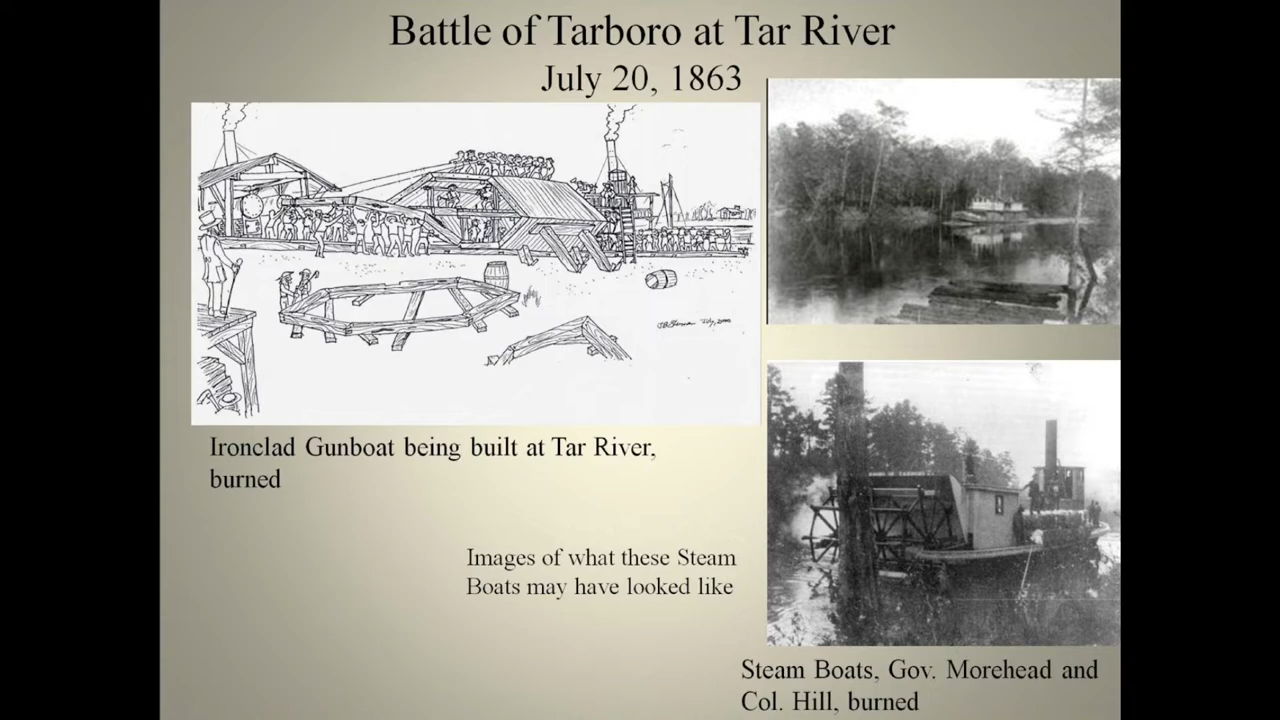 Battle of Tarboro at Tar River
July 20, 1863
Ironclad Gunboat being built at Tar River,
burned
Images of what these Steam
Boats may have looked like
Steam Boats, Gov. Morehead and
Col. Hill, burned